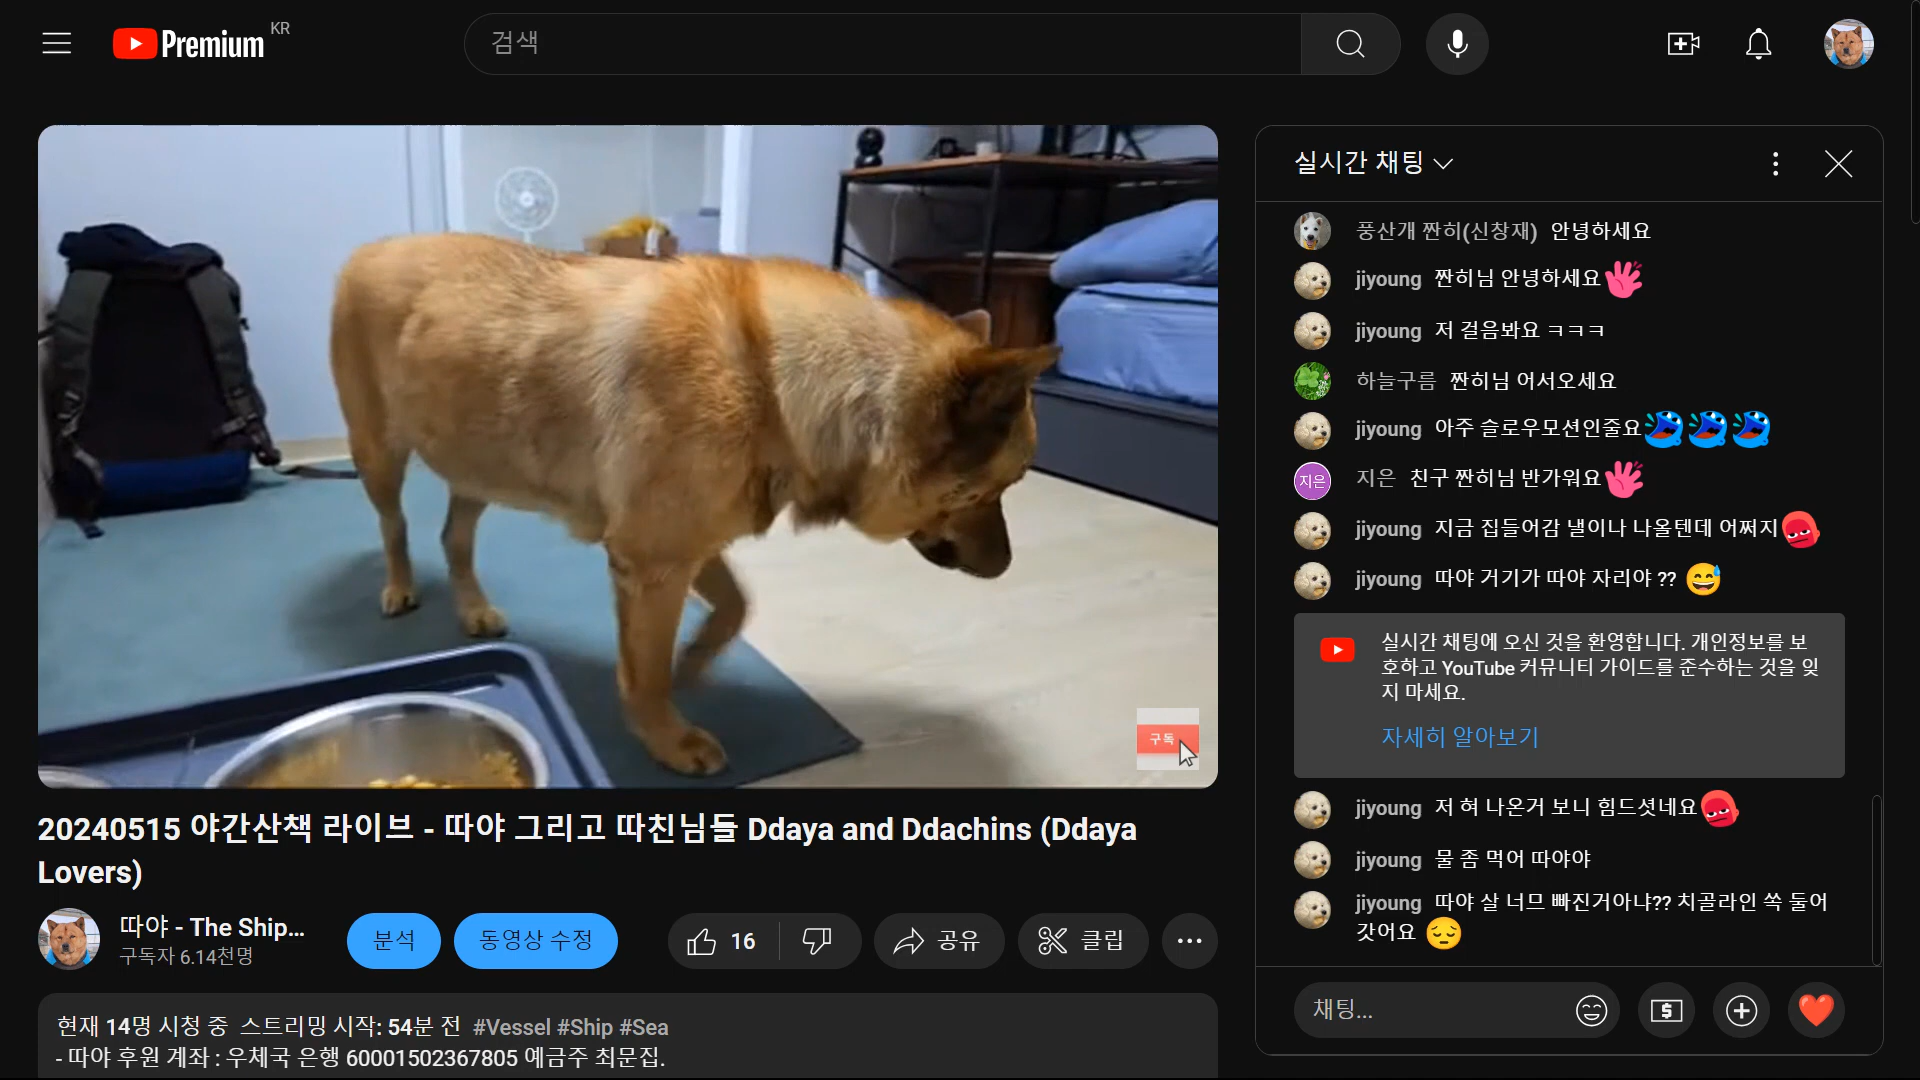 Premium KR
검색
구독
20240515 야간산책 라이브 - 따야 그리고 따친님들 Ddaya and Ddachins (Ddaya
Lovers)
따야 - The Ship...
구독자 6.14천명
분석
동영상 수정
16
공유
클립
현재 14명 시청 중 스트리밍 시작: 54분 전 #Vessel #Ship #Sea
- 따야 후원 계좌 : 우체국 은행 60001502367805 예금주 최문집.
실시간 채팅
풍산개 짠히(신창재) 안녕하세요
jiyoung 짠히님 안녕하세요
jiyoung 저 걸음봐요 ㅋㅋㅋ
하늘구름 짠히님 어서오세요
jiyoung 아주 슬로우모션인줄요
지은 지은 친구 짠히님 반가워요
jiyoung 지금 집들어감 낼이나 나올텐데 어쩌지
jiyoung 따야 거기가 따야 자리야 ??
실시간 채팅에 오신 것을 환영합니다. 개인정보를 보
호하고 YouTube 커뮤니티 가이드를 준수하는 것을 잊
지 마세요.
자세히 알아보기
jiyoung 저 혀 나온거 보니 힘드셧네요
jiyoung 물 좀 먹어 따야야
jiyoung 따야 살 너므 빠진거아냐?? 치골라인 쏙 둘어
갓어요
채팅...